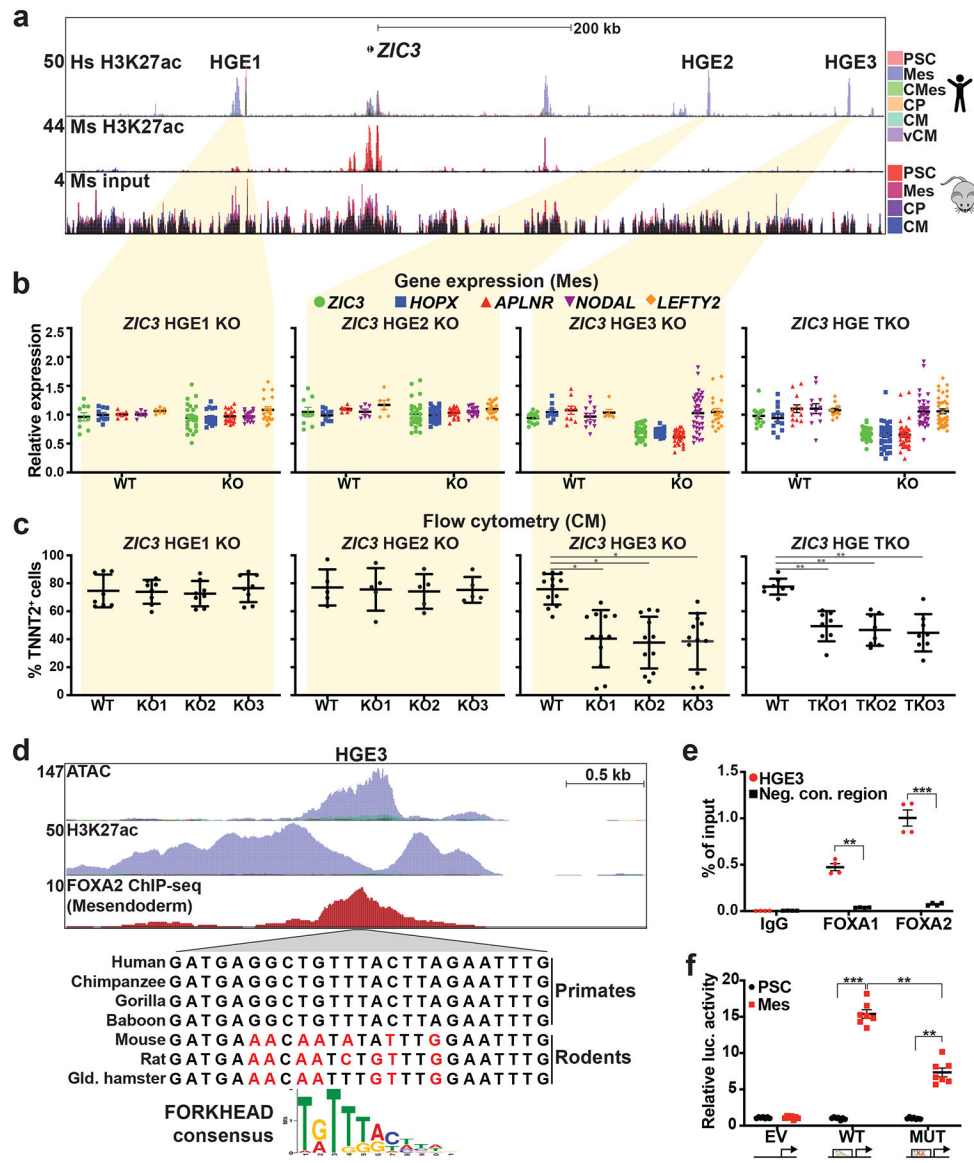 a
200 kb
50
Hs H3K27ac
HGE1
ZIC3
HGE2
HGE3
PSC
Mes
CMes
CP
CM
vCM
44
Ms H3K27ac
4
Ms input
PSC
Mes
CP
CM
b
Gene expression (Mes)
ZIC3 HOPX APLNR NODAL LEFTY2
ZIC3 HGE1 KO
ZIC3 HGE2 KO
ZIC3 HGE3 KO
ZIC3 HGE TKO
Relative expression
2.5
2.0
1.5
1.0
0.5
0.0
WT KO
WT KO
WT KO
WT KO
c
Flow cytometry (CM)
ZIC3 HGE1 KO
ZIC3 HGE2 KO
ZIC3 HGE3 KO
ZIC3 HGE TKO
% TNNT2+ cells
100
80
60
40
20
0
* * *
** ** **
WT KO1 KO2 KO3
WT KO1 KO2 KO3
WT KO1 KO2 KO3
WT TKO1 TKO2 TKO3
d
HGE3
147
ATAC
0.5 kb
50
H3K27ac
10
FOXA2 ChIP-seq
(Mesendoderm)
Human GATGAGGCTGTTTACTTAGAATTTG
Chimpanzee GATGAGGCTGTTTACTTAGAATTTG
Gorilla GATGAGGCTGTTTACTTAGAATTTG
Baboon GATGAGGCTGTTTACTTAGAATTTG
Primates
Mouse GATGAAACAATATATTTGGAATTTG
Rat GATGAAACAATCTGTTTGGAATTTG
Gld. hamster GATGAAACAATTTGTTTGGAATTTG
Rodents
FORKHEAD
consensus
e
HGE3
Neg. con. region
% of input
1.5
1.0
0.5
0.0
**
***
IgG FOXA1 FOXA2
f
PSC
Mes
Relative luc. activity
20
15
10
5
0
*** **
**
EV WT MUT